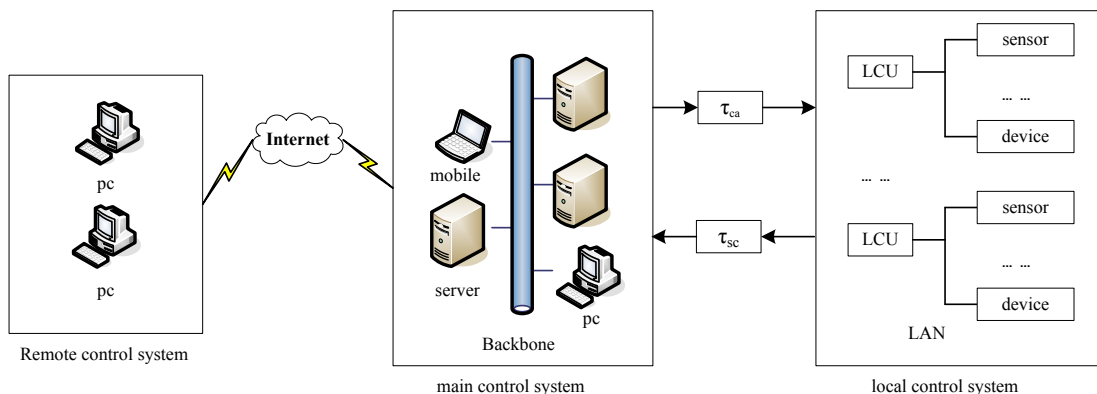 pc
pc
Remote control system
Internet
mobile
server
pc
Backbone
main control system
τca
τsc
LCU
sensor
... ...
device
... ...
LCU
sensor
... ...
device
LAN
local control system